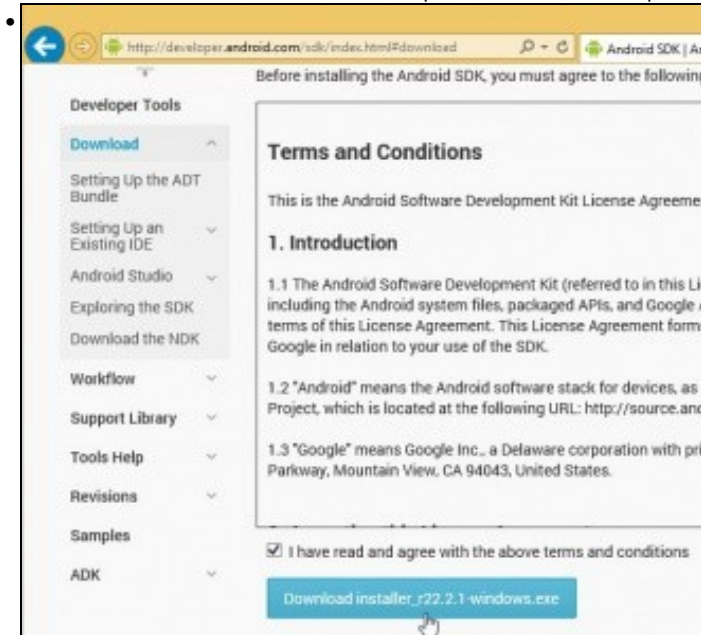 http://developer.android.com/sdk/index.html#download
Android SDK | An
Before installing the Android SDK, you must agree to the following
Developer Tools
Download
Setting Up the ADT
Bundle
Setting Up an
Existing IDE
Android Studio
Exploring the SDK
Download the NDK
Workflow
Support Library
Tools Help
Revisions
Samples
ADK
Terms and Conditions
This is the Android Software Development Kit License Agreeme
1. Introduction
1.1 The Android Software Development Kit (referred to in this Li
including the Android system files, packaged APIs, and Google
terms of this License Agreement. This License Agreement form
Google in relation to your use of the SDK.
1.2 "Android" means the Android software stack for devices, as
Project, which is located at the following URL: http://source.and
1.3 "Google" means Google Inc., a Delaware corporation with pri
Parkway, Mountain View, CA 94043, United States.
I have read and agree with the above terms and conditions
Download installer_r22.2.1-windows.exe